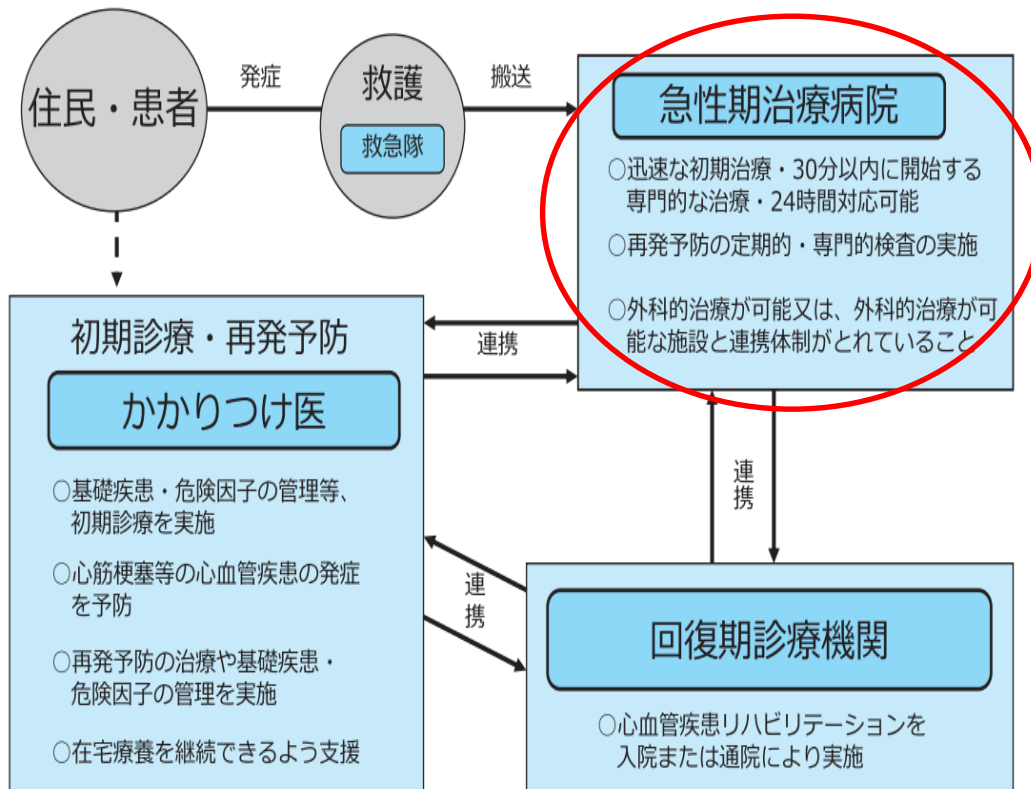 住民・患者
発症
救護
救急隊
搬送
急性期治療病院
○迅速な初期治療・30分以内に開始する
専門的な治療・24時間対応可能
○再発予防の定期的・専門的検査の実施
○外科的治療が可能又は、外科的治療が可
能な施設と連携体制がとれていること
連携
初期診療・再発予防
かかりつけ医
○基礎疾患・危険因子の管理等、
初期診療を実施
○心筋梗塞等の心血管疾患の発症
を予防
○再発予防の治療や基礎疾患・
危険因子の管理を実施
○在宅療養を継続できるよう支援
連携
連携
回復期診療機関
○心血管疾患リハビリテーションを
入院または通院により実施